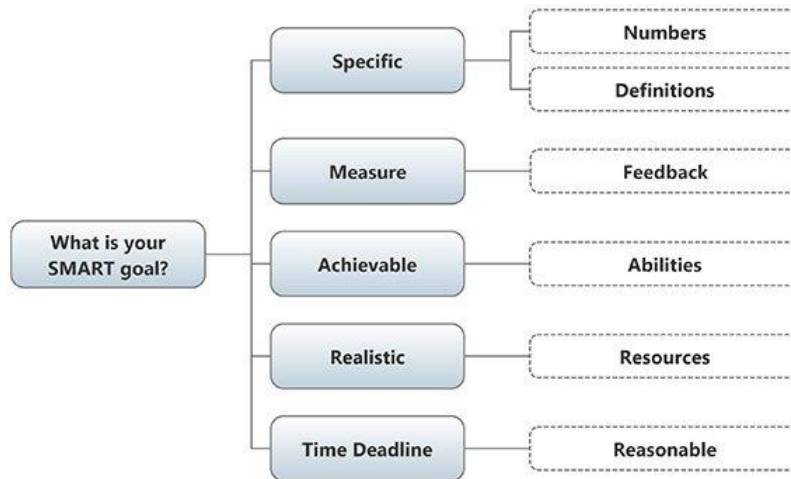 What is your
SMART goal?
Specific
Numbers
Definitions
Measure
Feedback
Achievable
Abilities
Realistic
Resources
Time Deadline
Reasonable